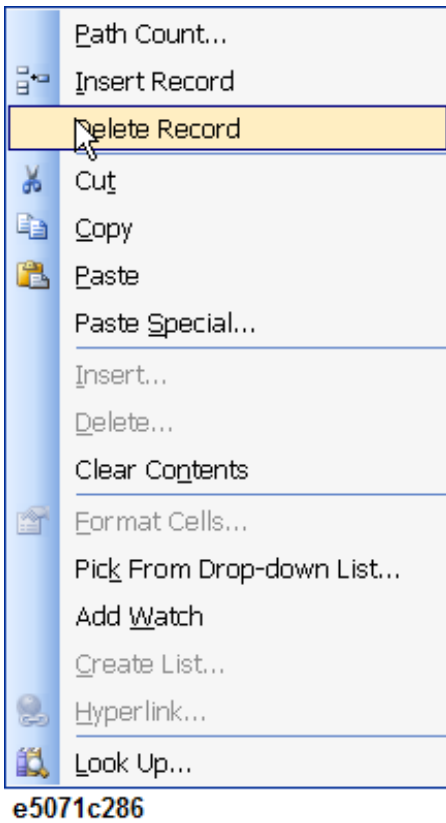 Path Count...
Insert Record
Delete Record
Cut
Copy
Paste
Paste Special...
Insert...
Delete...
Clear Contents
Format Cells...
Pick From Drop-down List...
Add Watch
Create List...
Hyperlink...
Look Up...
e5071c286